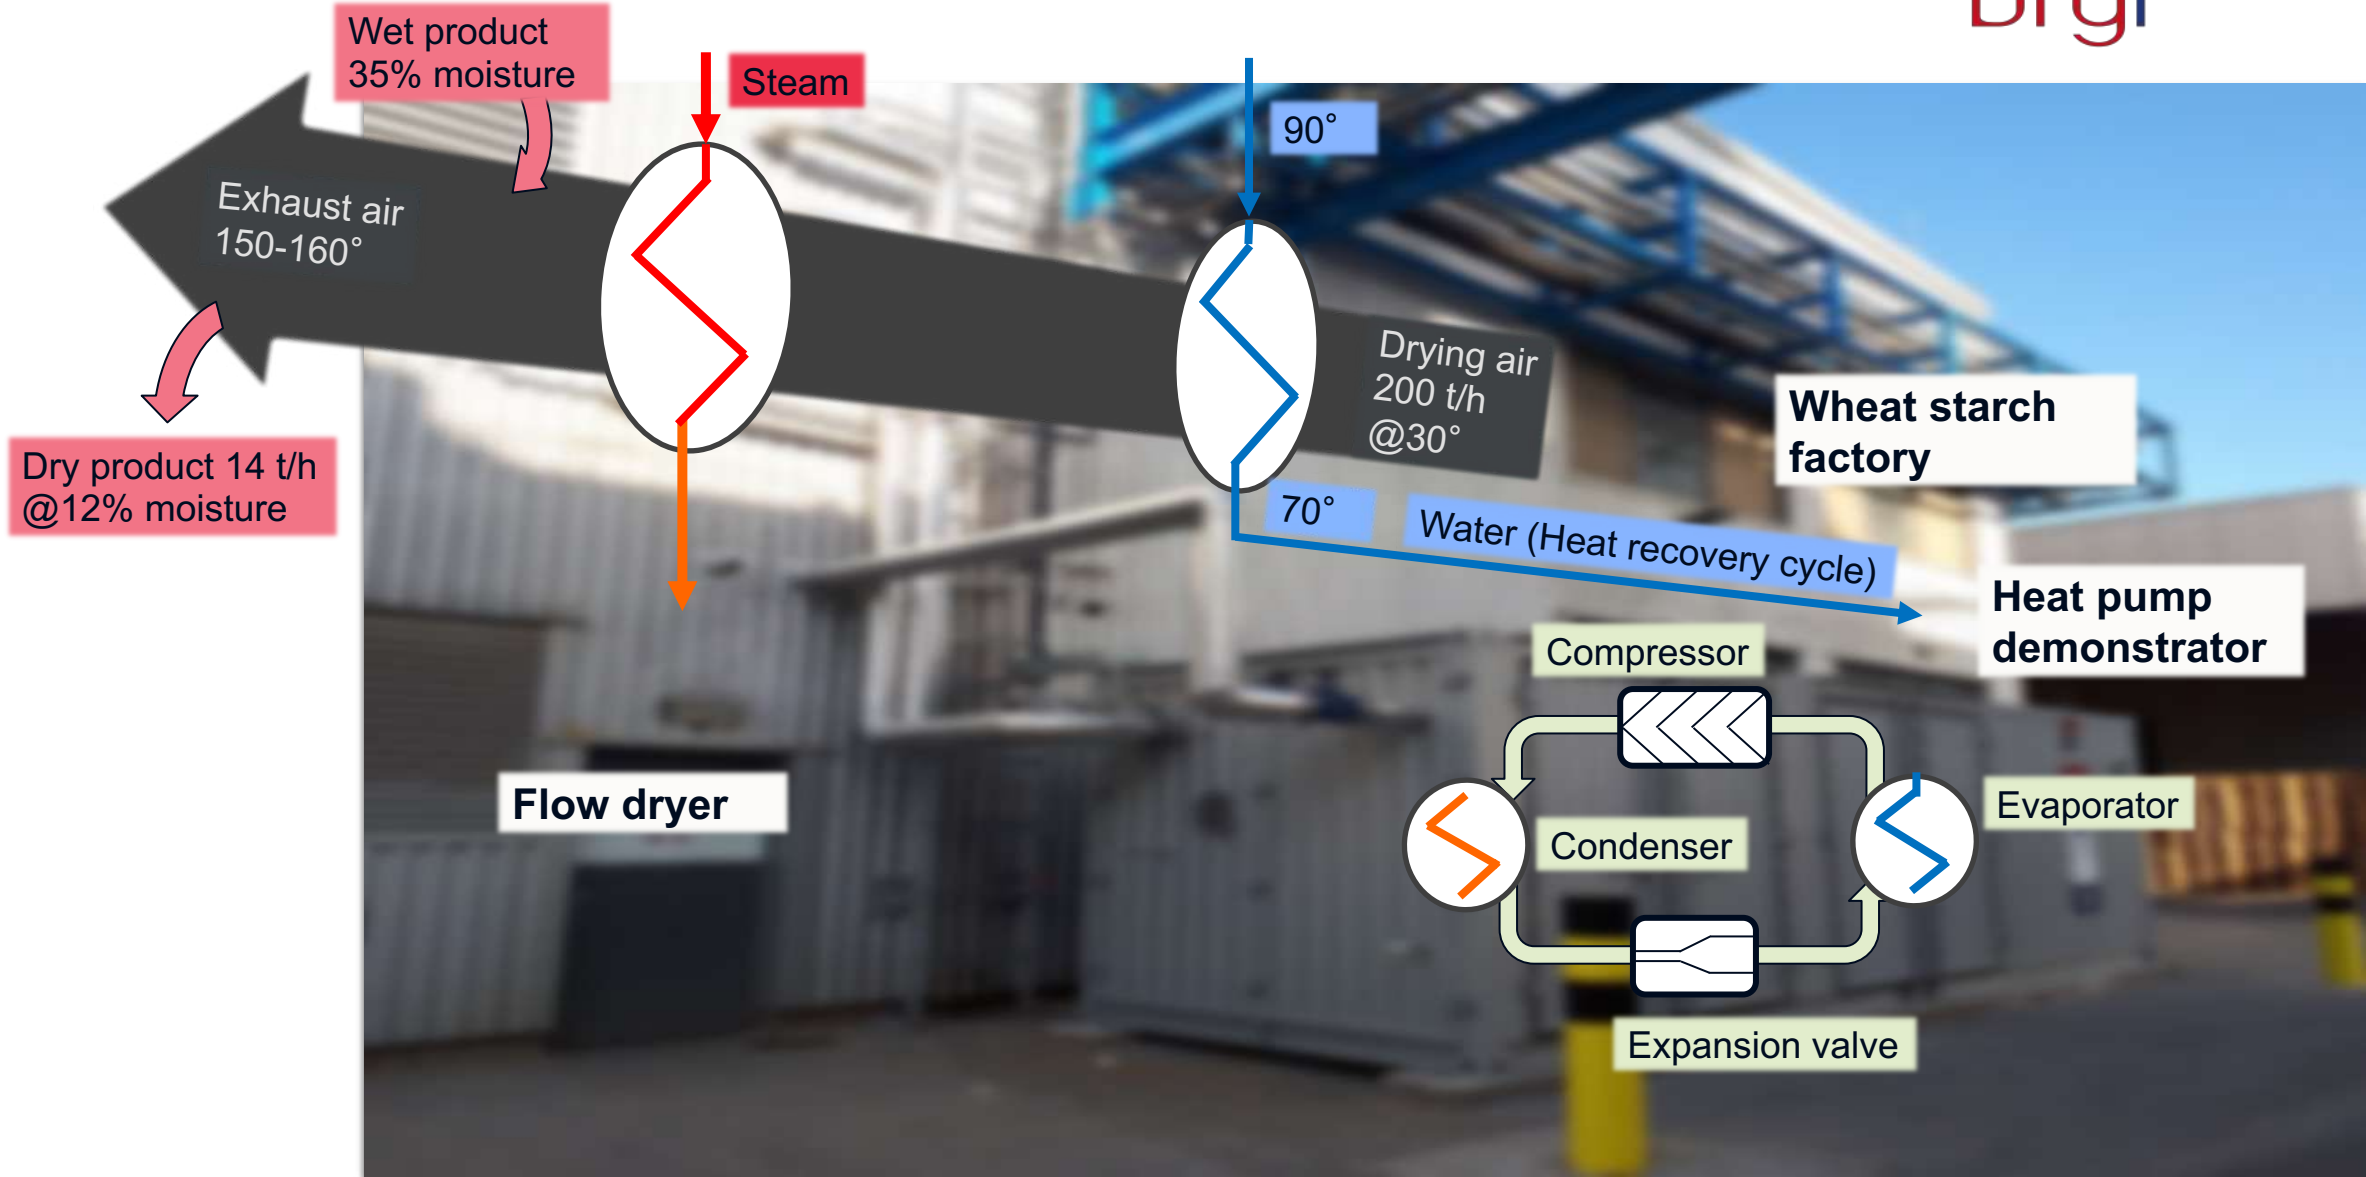 Wet product
35% moisture
Steam
90°
Exhaust air
150-160°
Drying air
200 t/h
@30°
Wheat starch
factory
Dry product 14 t/h
@12% moisture
70°
Water (Heat recovery cycle)
Heat pump
demonstrator
Compressor
Flow dryer
Condenser
Evaporator
Expansion valve